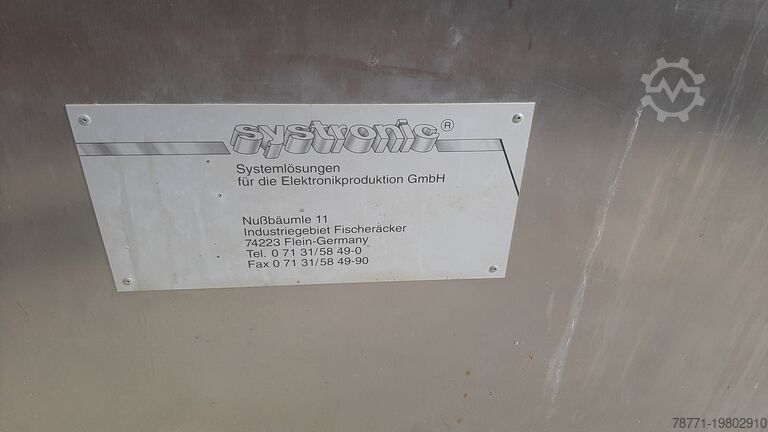 systronic®
Systemlösungen
für die Elektronikproduktion GmbH
Nußbäumle 11
Industriegebiet Fischeräcker
74223 Flein-Germany
Tel. 0 71 31/58 49-0
Fax 0 71 31/58 49-90
78771-19802910